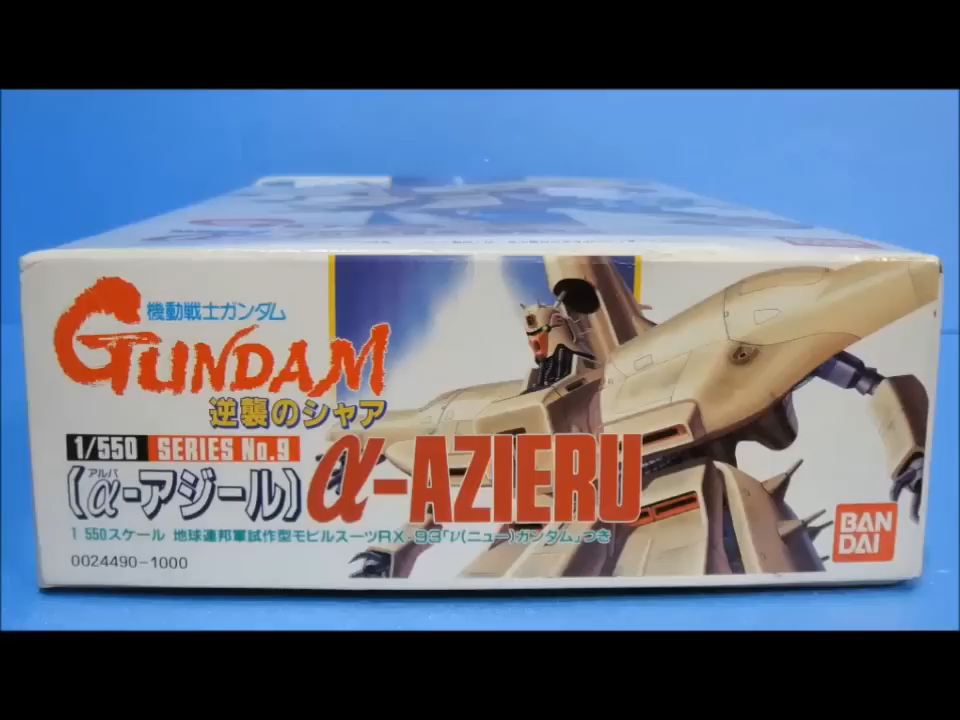 機動戦士ガンダム
GUNDAM
逆襲のシャア
1/550 SERIES No.9
アルパ
〔α-アジール〕 α-AZIERU
1 550スケール 地球連邦軍試作型モビルスーツRX-93「ν(ニュー)ガンダム」つき
0024490-1000
BAN
DAI